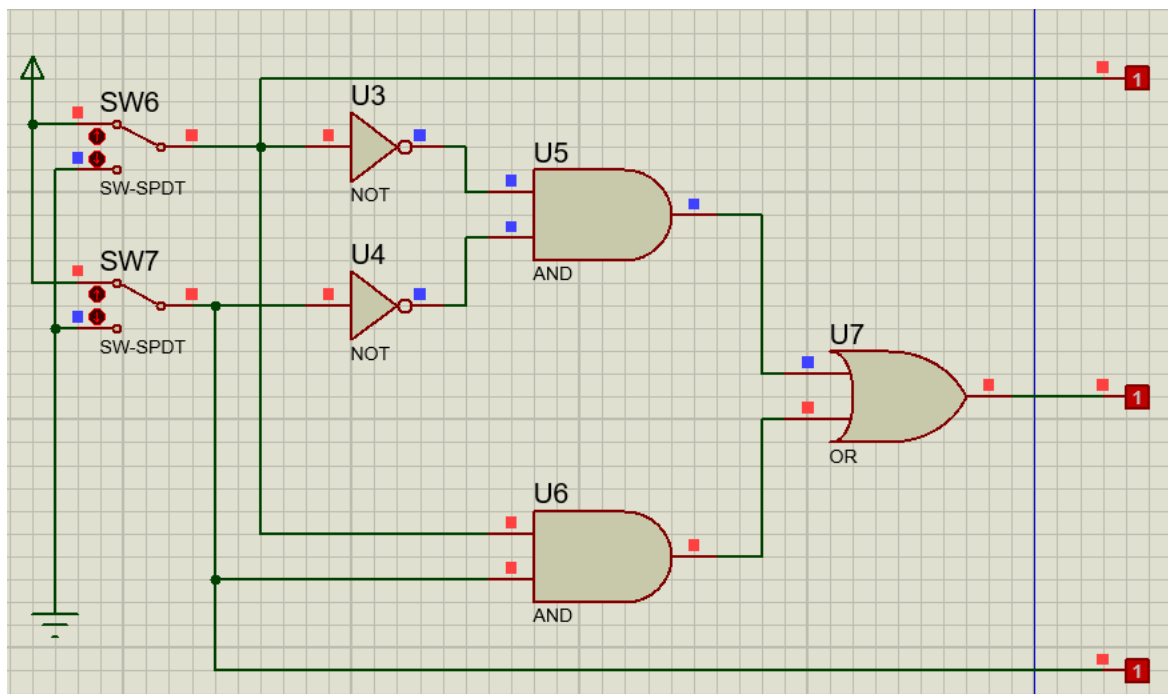 1
SW6
U3
U5
SW-SPDT
NOT
SW7
U4
AND
SW-SPDT
NOT
U7
1
OR
U6
AND
1